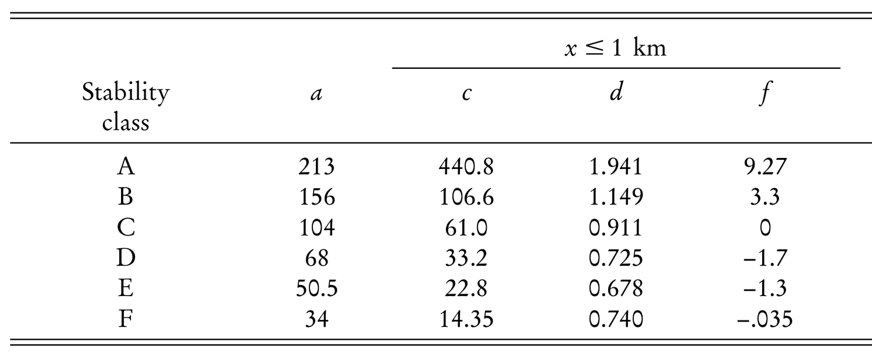 x ≤ 1 km
Stability class a c d f
A 213 440.8 1.941 9.27
B 156 106.6 1.149 3.3
C 104 61.0 0.911 0
D 68 33.2 0.725 –1.7
E 50.5 22.8 0.678 –1.3
F 34 14.35 0.740 –.035